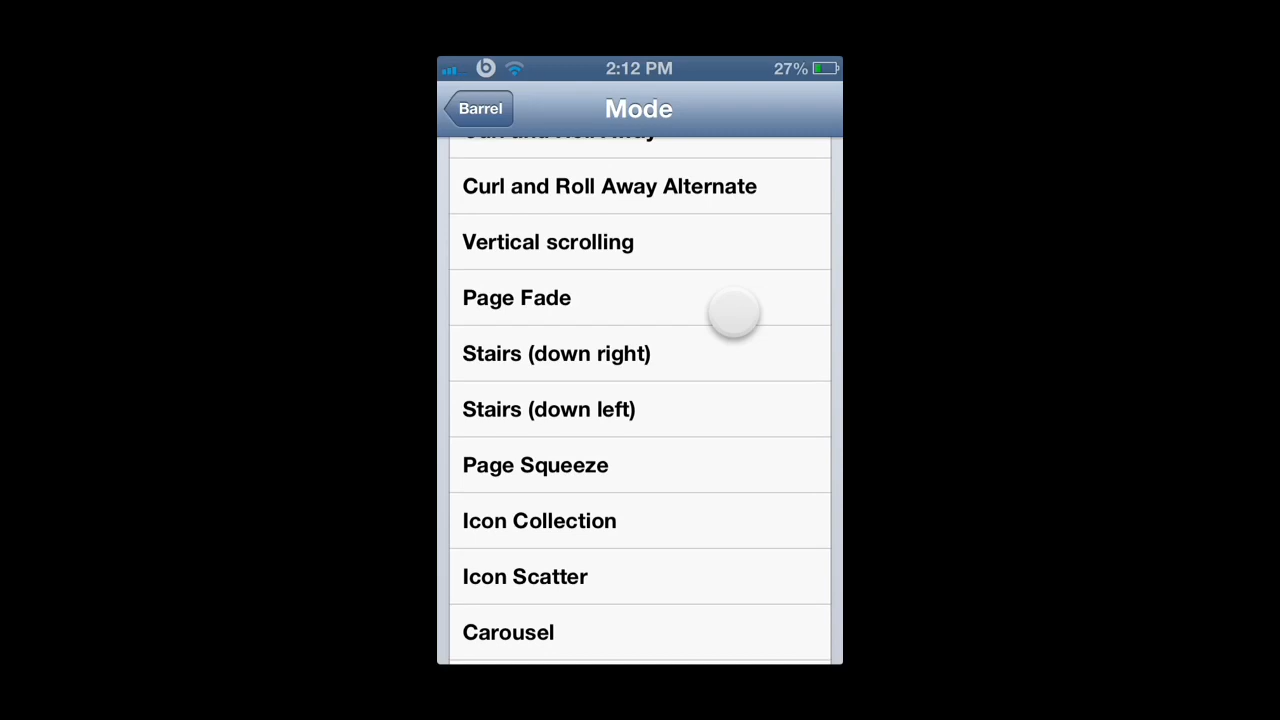 2:12 PM
27%
Barrel
Mode
Curl and Roll Away Alternate
Vertical scrolling
Page Fade
Stairs (down right)
Stairs (down left)
Page Squeeze
Icon Collection
Icon Scatter
Carousel